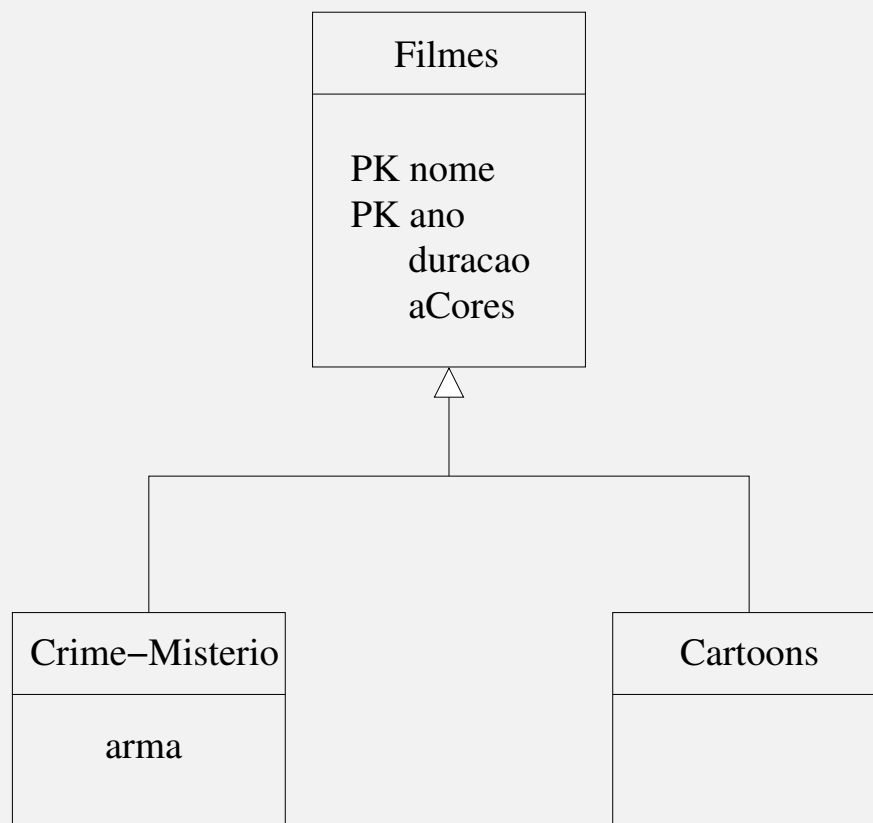 Filmes
PK nome
PK ano
duracao
aCores
Crime−Misterio
arma
Cartoons